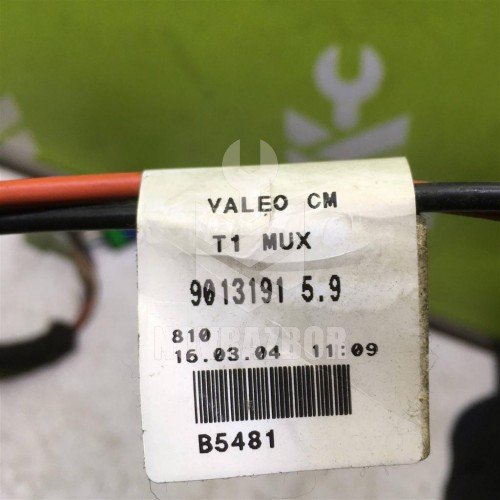 VALEO CM
T1 MUX
9013191 5.9
810
16.03.04 11:09
B5481